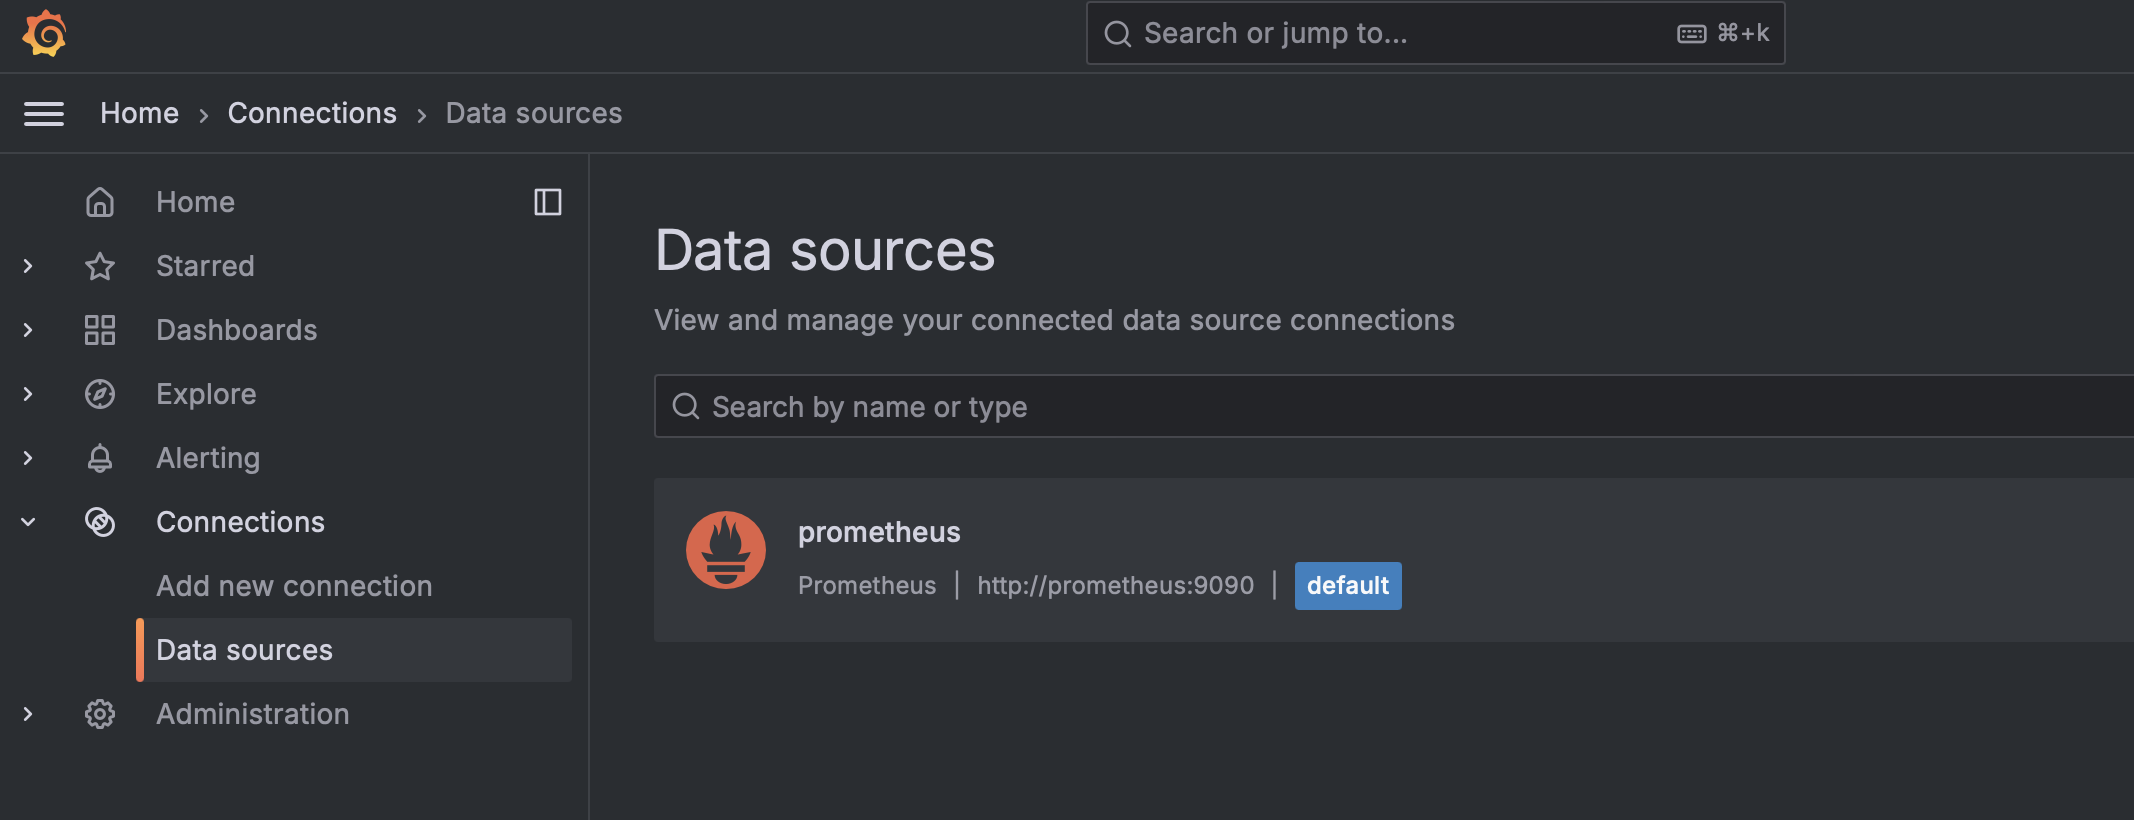 Search or jump to...
⌘+k
Home › Connections › Data sources
Home
Starred
Dashboards
Explore
Alerting
Connections
Add new connection
Data sources
Administration
Data sources
View and manage your connected data source connections
Search by name or type
prometheus
Prometheus | http://prometheus:9090 | default